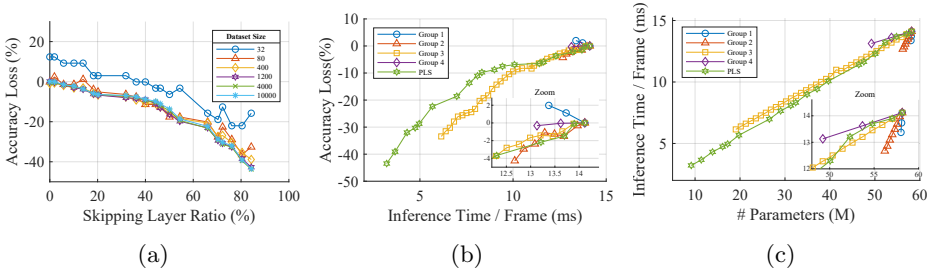 Accuracy Loss (%)
20
0
-20
-40
0
20
40
60
80
100
Skipping Layer Ratio (%)
Dataset Size
32
80
400
1200
4000
10000
(a)
Accuracy Loss(%)
10
0
-10
-20
-30
-40
-50
5
10
15
Inference Time / Frame (ms)
Group 1
Group 2
Group 3
Group 4
PLS
Zoom
2
0
-2
-4
12.5
13
13.5
14
(b)
Inference Time / Frame (ms)
15
10
5
10
20
30
40
50
60
# Parameters (M)
Group 1
Group 2
Group 3
Group 4
PLS
Zoom
14
13
12
50
55
60
(c)